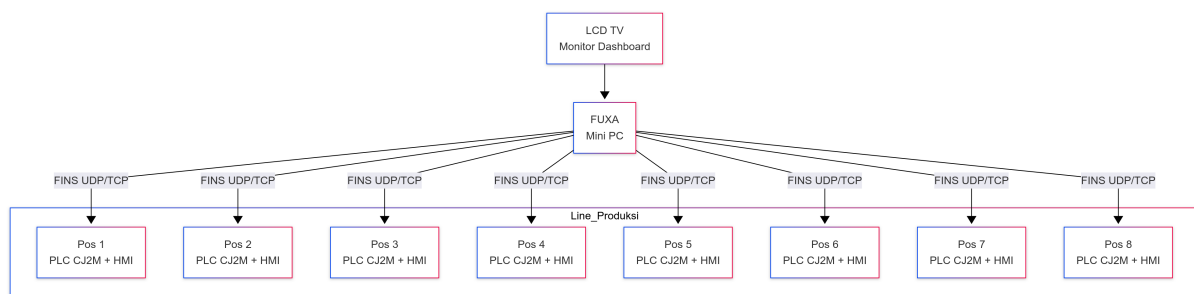 LCD TV
Monitor Dashboard
FUXA
Mini PC
FINS UDP/TCP
FINS UDP/TCP
FINS UDP/TCP
FINS UDP/TCP
FINS UDP/TCP
FINS UDP/TCP
FINS UDP/TCP
FINS UDP/TCP
Line_Produksi
Pos 1
PLC CJ2M + HMI
Pos 2
PLC CJ2M + HMI
Pos 3
PLC CJ2M + HMI
Pos 4
PLC CJ2M + HMI
Pos 5
PLC CJ2M + HMI
Pos 6
PLC CJ2M + HMI
Pos 7
PLC CJ2M + HMI
Pos 8
PLC CJ2M + HMI